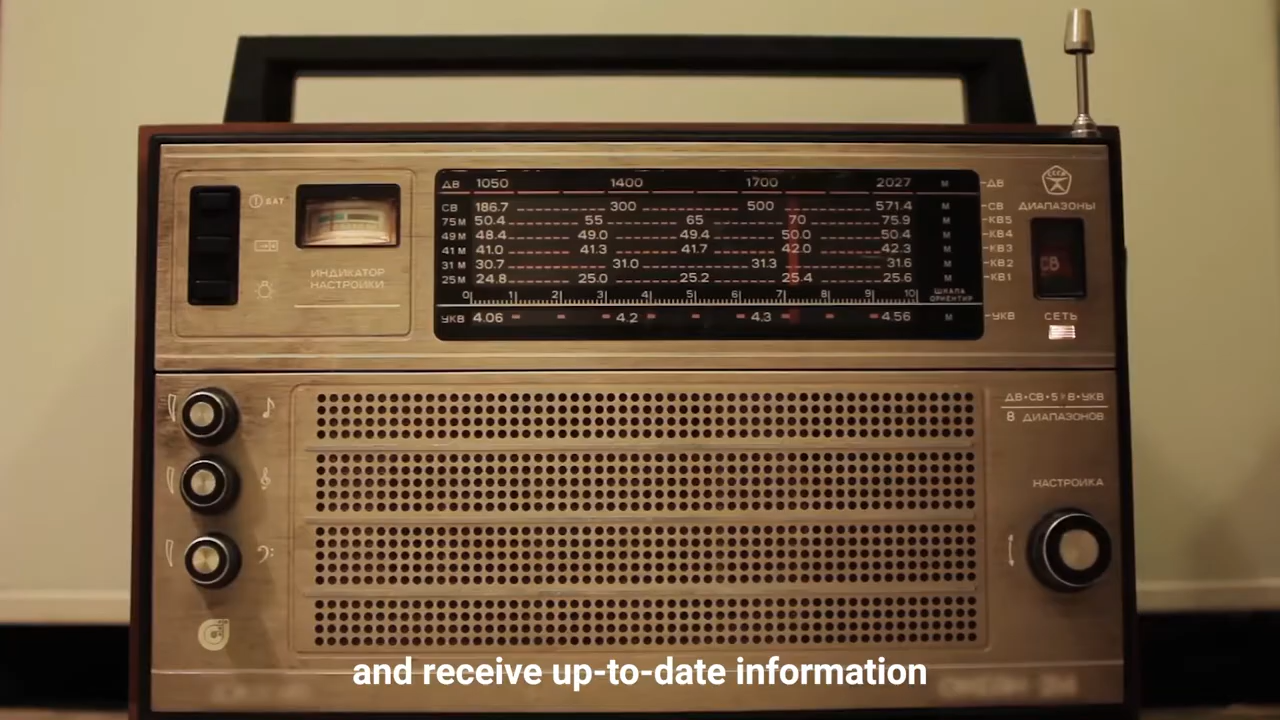 ДВ 1050 1400 1700 2027 М
СВ 186.7 300 500 571.4
75 М 50.4 55 65 70 75.9 М
49 М 48.4 49.0 49.4 50.0 50.4 М
41 М 41.0 41.3 41.7 42.0 42.3 М
31 М 30.7 31.0 31.3 31.6 М
25 М 24.8 25.0 25.2 25.4 25.6 М
0 1 2 3 4 5 6 7 8 9 10 ШКАЛА ОРИЕНТИР
УКВ 4.06 4.2 4.3 4.56 М
БАТ
ИНДИКАТОР
НАСТРОЙКИ
ДВ
СВ
КВ5
КВ4
КВ3
КВ2
КВ1
УКВ
СССР
ДИАПАЗОНЫ
СВ
СЕТЬ
8 ДИАПАЗОНОВ
НАСТРОЙКА
and receive up-to-date information